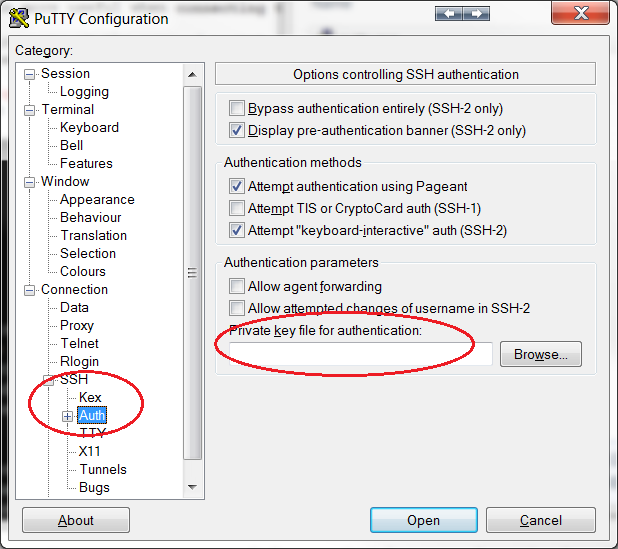 PuTTY Configuration
Category:
Session
Logging
Terminal
Keyboard
Bell
Features
Window
Appearance
Behaviour
Translation
Selection
Colours
Connection
Data
Proxy
Telnet
Rlogin
SSH
Kex
Auth
TTY
X11
Tunnels
Bugs
Options controlling SSH authentication
Bypass authentication entirely (SSH-2 only)
Display pre-authentication banner (SSH-2 only)
Authentication methods
Attempt authentication using Pageant
Attempt TIS or CryptoCard auth (SSH-1)
Attempt "keyboard-interactive" auth (SSH-2)
Authentication parameters
Allow agent forwarding
Allow attempted changes of username in SSH-2
Private key file for authentication:
Browse...
About
Open
Cancel